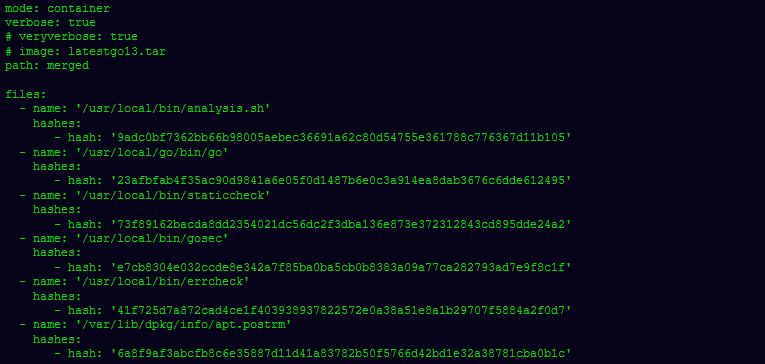 mode: container
verbose: true
# veryverbose: true
# image: latestgo13.tar
path: merged
files:
- name: '/usr/local/bin/analysis.sh'
hashes:
- hash: '9adc0bf7362bb66b98005aebec36691a62c80d54755e361788c776367d11b105'
- name: '/usr/local/go/bin/go'
hashes:
- hash: '23afbfab4f35ac90d9841a6e05f0d1487b6e0c3a914ea8dab3676c6dde612495'
- name: '/usr/local/bin/staticcheck'
hashes:
- hash: '73f89162bacda8dd2354021dc56dc2f3dba136e873e372312843cd895dde24a2'
- name: '/usr/local/bin/gosec'
hashes:
- hash: 'e7cb8304e032ccde8e342a7f85ba0ba5cb0b8383a09a77ca282793ad7e9f8c1f'
- name: '/usr/local/bin/errcheck'
hashes:
- hash: '41f725d7a872cad4ce1f403938937822572e0a38a51e8a1b29707f5884a2f0d7'
- name: '/var/lib/dpkg/info/apt.postrm'
hashes:
- hash: '6a8f9af3abcfb8c6e35887d11d41a83782b50f5766d42bd1e32a38781cba0b1c'